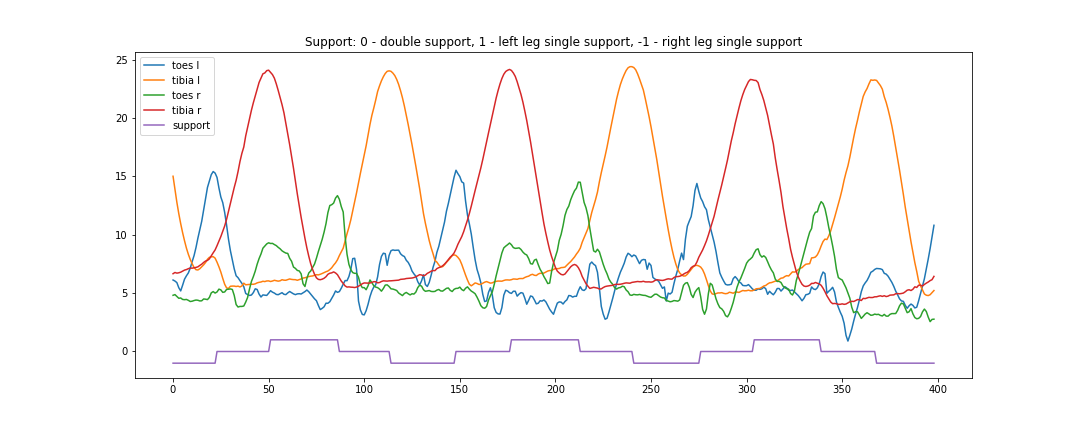 Support: 0 - double support, 1 - left leg single support, -1 - right leg single support
25
20
15
10
5
0
toes l
tibia l
toes r
tibia r
support
0 50 100 150 200 250 300 350 400